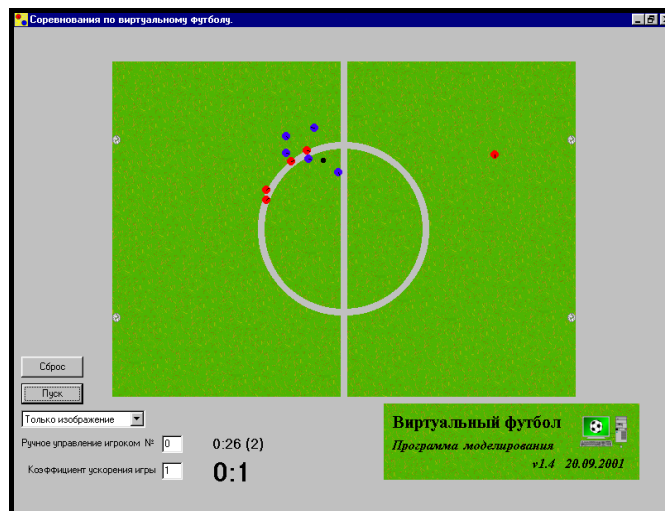 Соревнования по виртуальному футболу.
Сброс
Пуск
Только изображение
Ручное управление игроком № 0
0:26 (2)
Коэффициент ускорения игры 1
0:1
Виртуальный футбол
Программа моделирования
v1.4 20.09.2001